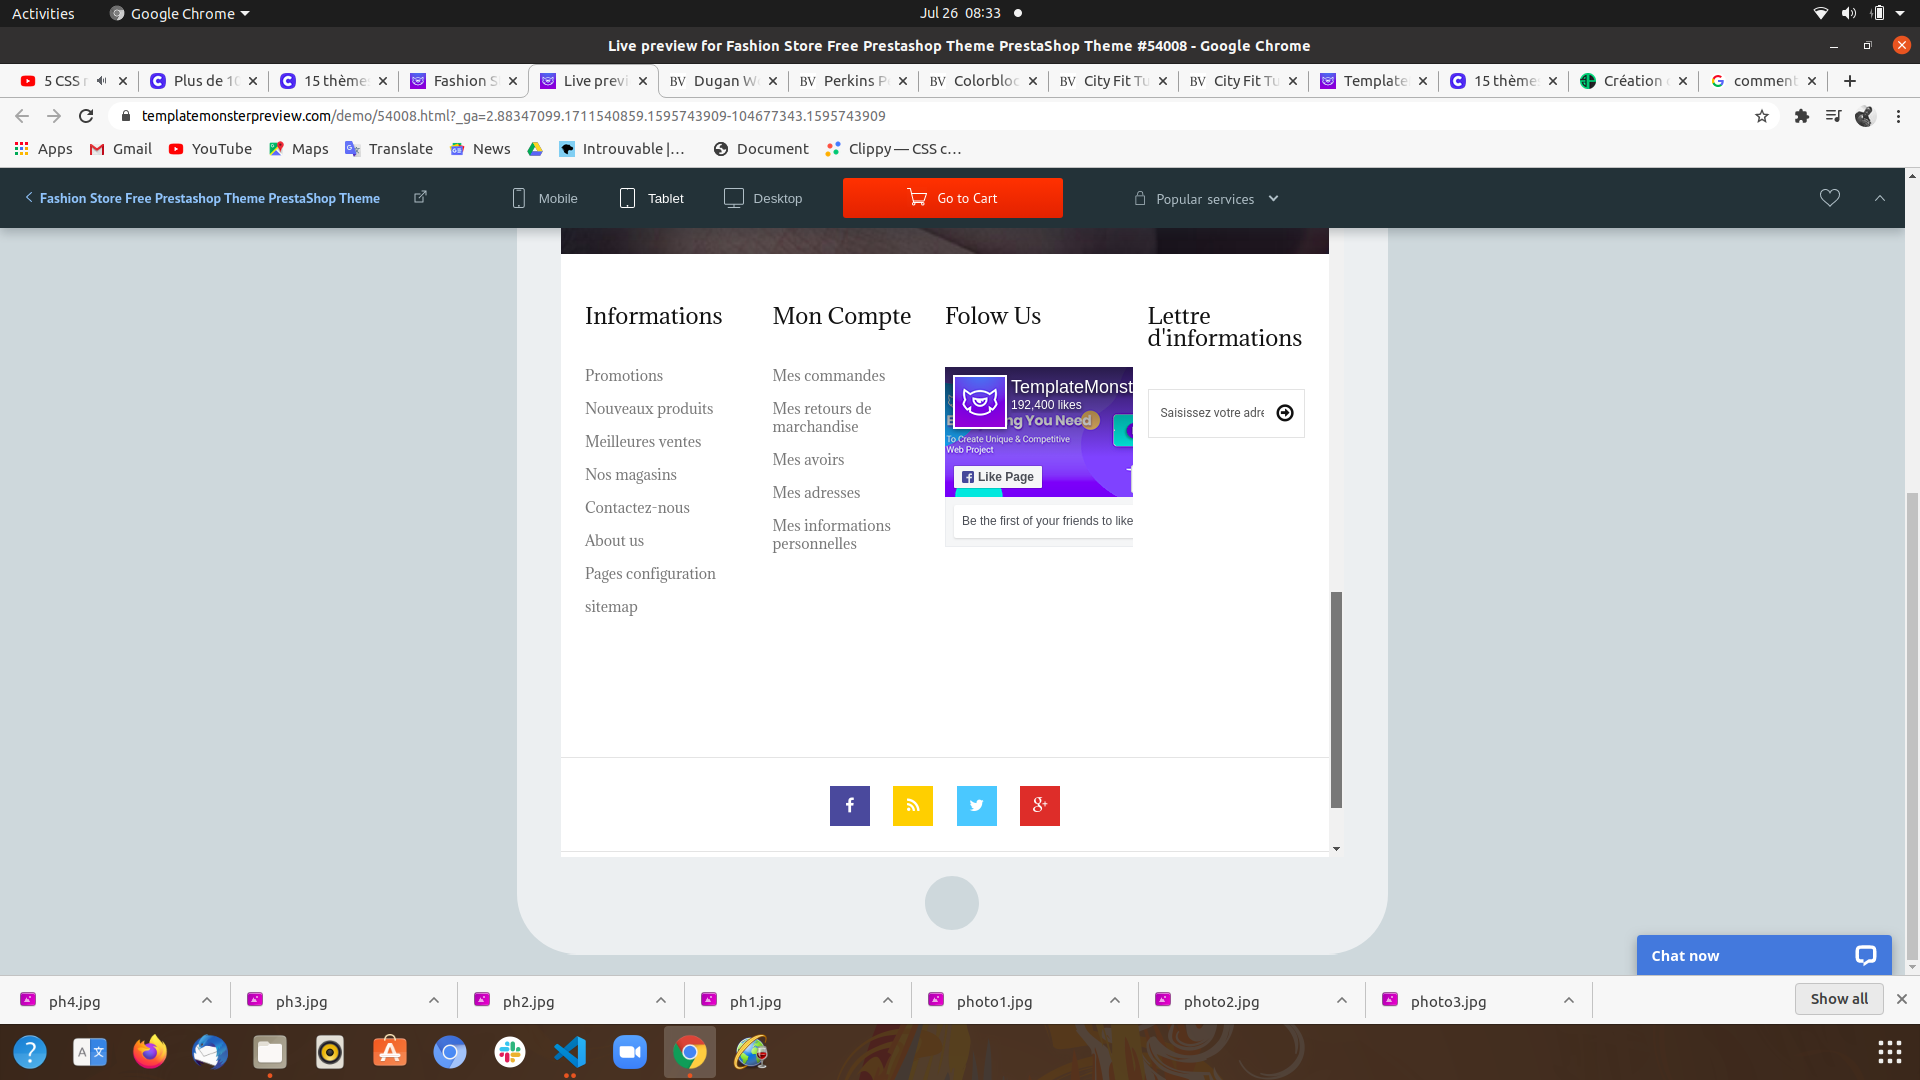 Activities
Google Chrome
Jul 26 08:33
Live preview for Fashion Store Free Prestashop Theme PrestaShop Theme #54008 - Google Chrome
5 CSS
Plus de 10
15 thème
Fashion S
Live previ
Dugan W
Perkins P
Colorbloc
City Fit Tu
City Fit Tu
Template
15 thème
Création
comment
templatemonsterpreview.com/demo/54008.html?_ga=2.88347099.1711540859.1595743909-104677343.1595743909
Apps
Gmail
YouTube
Maps
Translate
News
Introuvable |...
Document
Clippy — CSS c...
Fashion Store Free Prestashop Theme PrestaShop Theme
Mobile
Tablet
Desktop
Go to Cart
Popular services
Informations
Promotions
Nouveaux produits
Meilleures ventes
Nos magasins
Contactez-nous
About us
Pages configuration
sitemap
Mon Compte
Mes commandes
Mes retours de
marchandise
Mes avoirs
Mes adresses
Mes informations
personnelles
Folow Us
TemplateMonst
192,400 likes
ng You Need
To Create Unique & Competitive
Web Project
Like Page
Be the first of your friends to like
Lettre
d'informations
Saisissez votre adre
Chat now
ph4.jpg
ph3.jpg
ph2.jpg
ph1.jpg
photo1.jpg
photo2.jpg
photo3.jpg
Show all